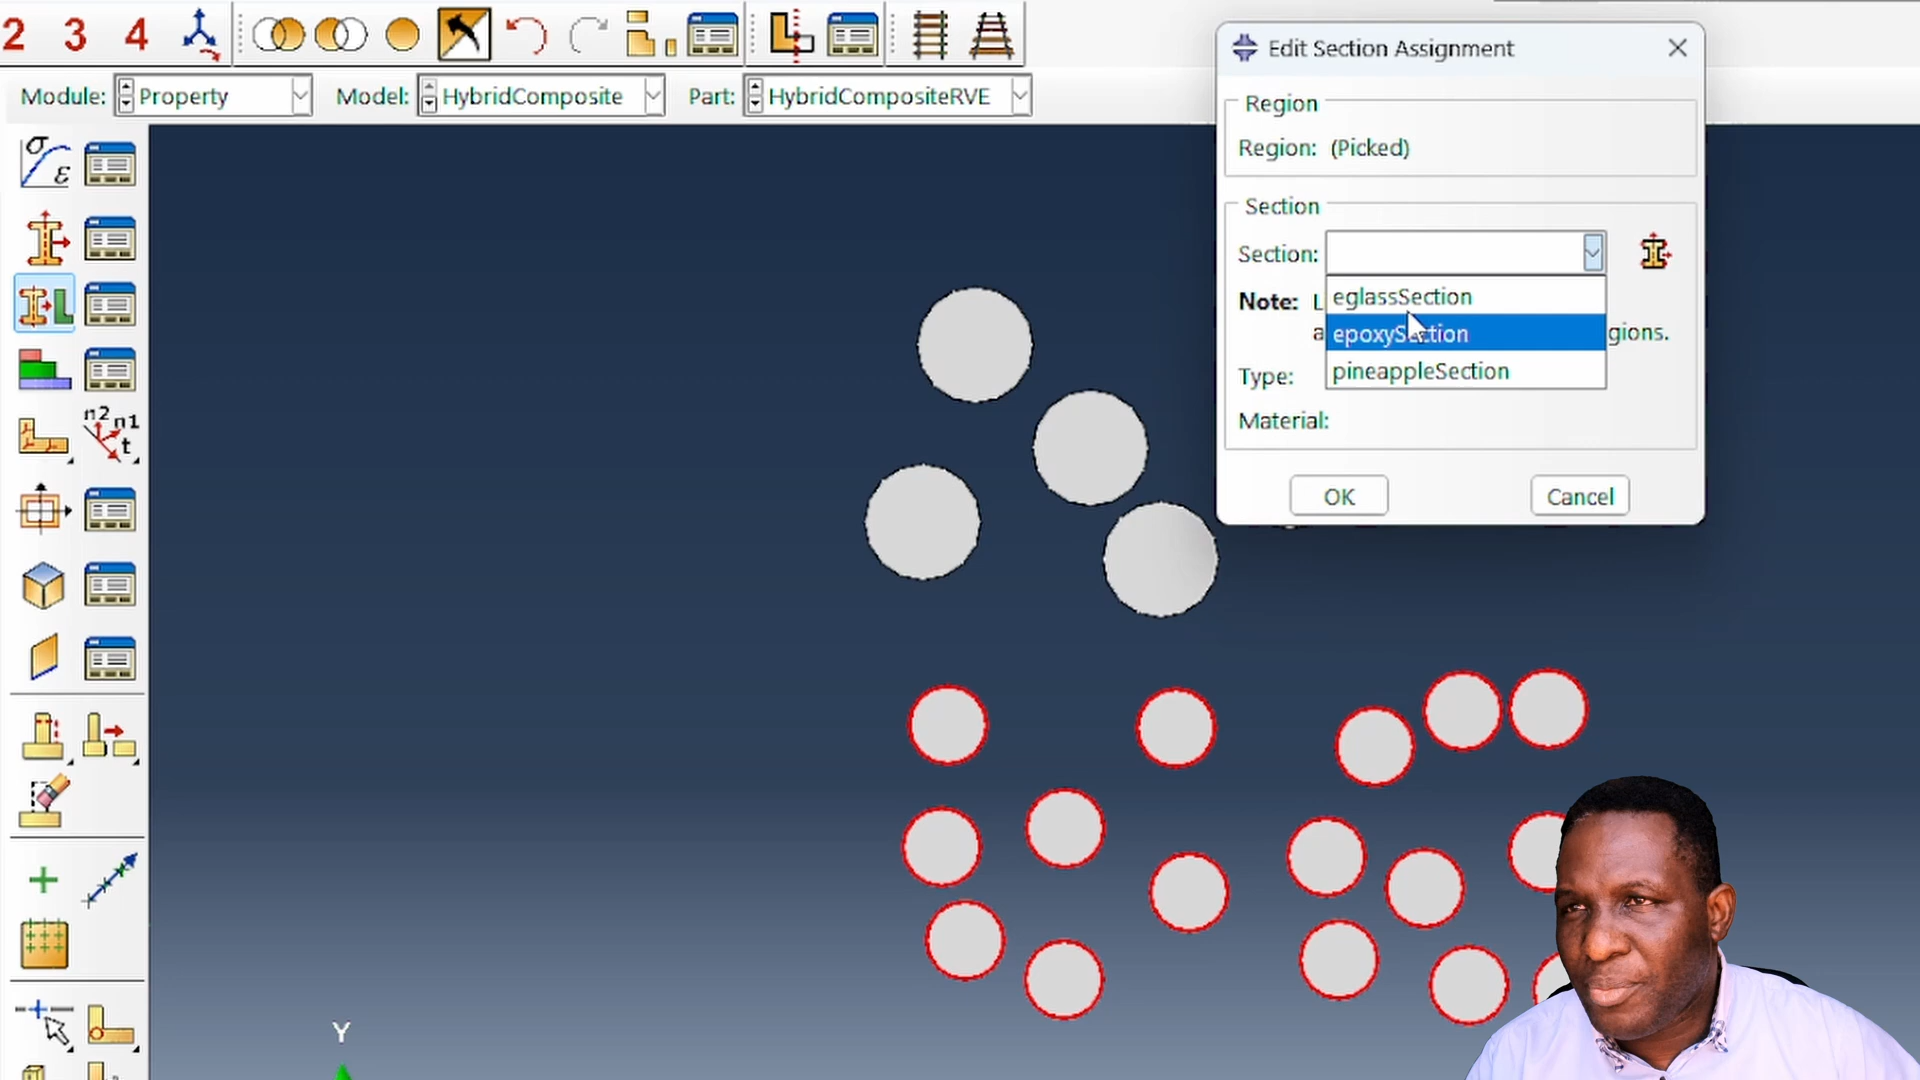 2 3 4
Edit Section Assignment
Module: Property Model: HybridComposite Part: HybridCompositeRVE
Region
Region: (Picked)
Section
Section:
eglassSection
Note: L
epoxySection
a gions.
pineappleSection
Type:
Material:
OK Cancel
σ
ε
n2 n1
t
Y